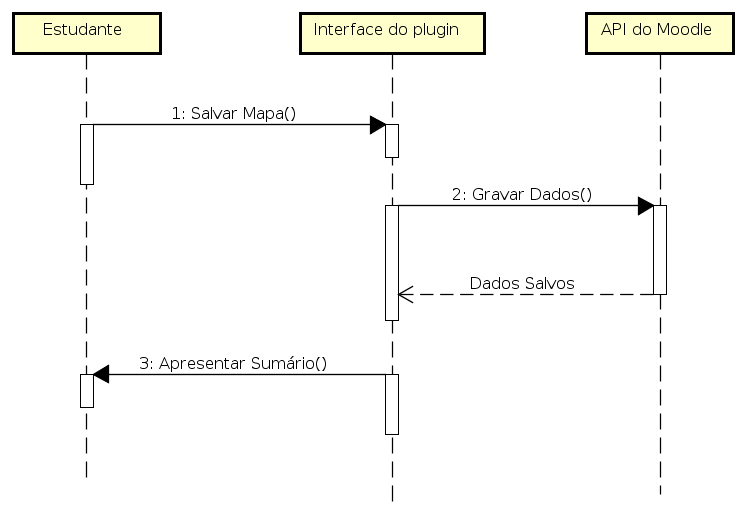 Estudante
Interface do plugin
API do Moodle
1: Salvar Mapa()
2: Gravar Dados()
Dados Salvos
3: Apresentar Sumário()